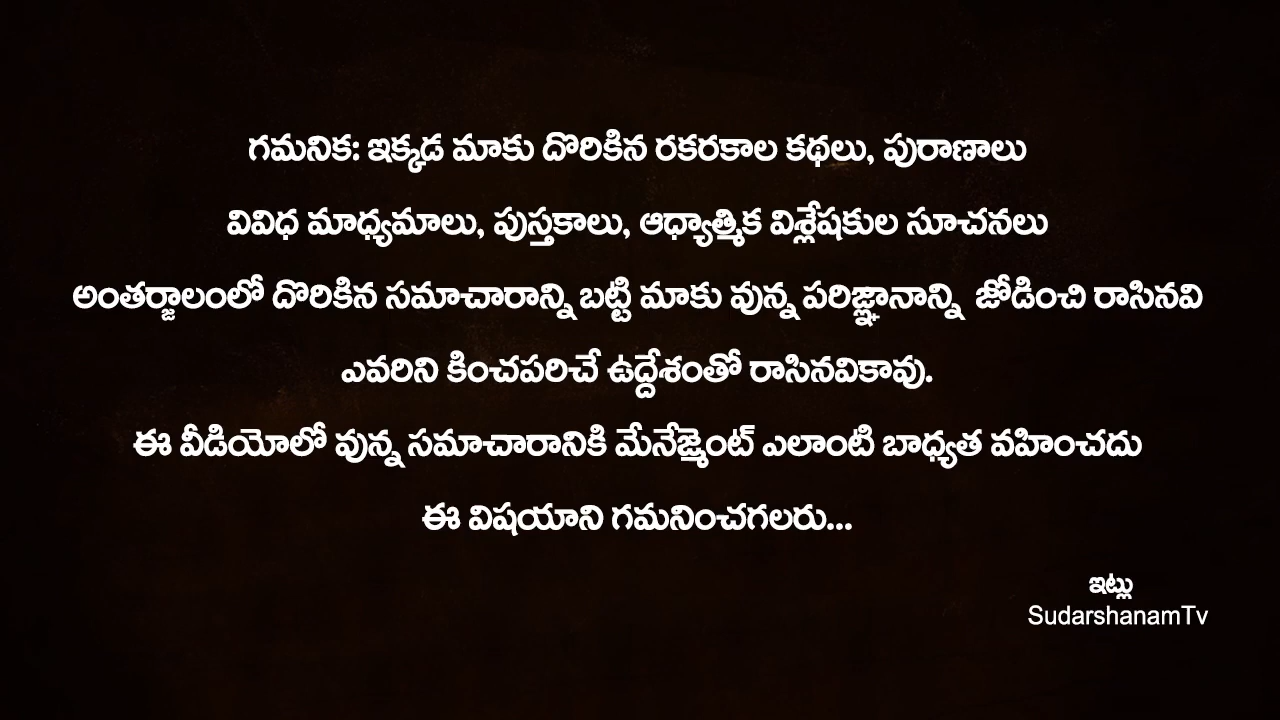 గమనిక: ఇక్కడ మాకు దొరికిన రకరకాల కథలు, పురాణాలు
వివిధ మాధ్యమాలు, పుస్తకాలు, ఆధ్యాత్మిక విశ్లేషకుల సూచనలు
అంతర్జాలంలో దొరికిన సమాచారాన్ని బట్టి మాకు వున్న పరిజ్ఞానాన్ని జోడించి రాసినవి
ఎవరిని కించపరిచే ఉద్దేశంతో రాసినవికావు.
ఈ వీడియోలో వున్న సమాచారానికి మేనేజ్మెంట్ ఎలాంటి బాధ్యత వహించదు
ఈ విషయాని గమనించగలరు...
ఇట్లు
SudarshanamTv